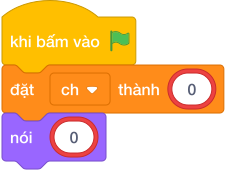 khi bấm vào
đặt ch thành 0
nói 0